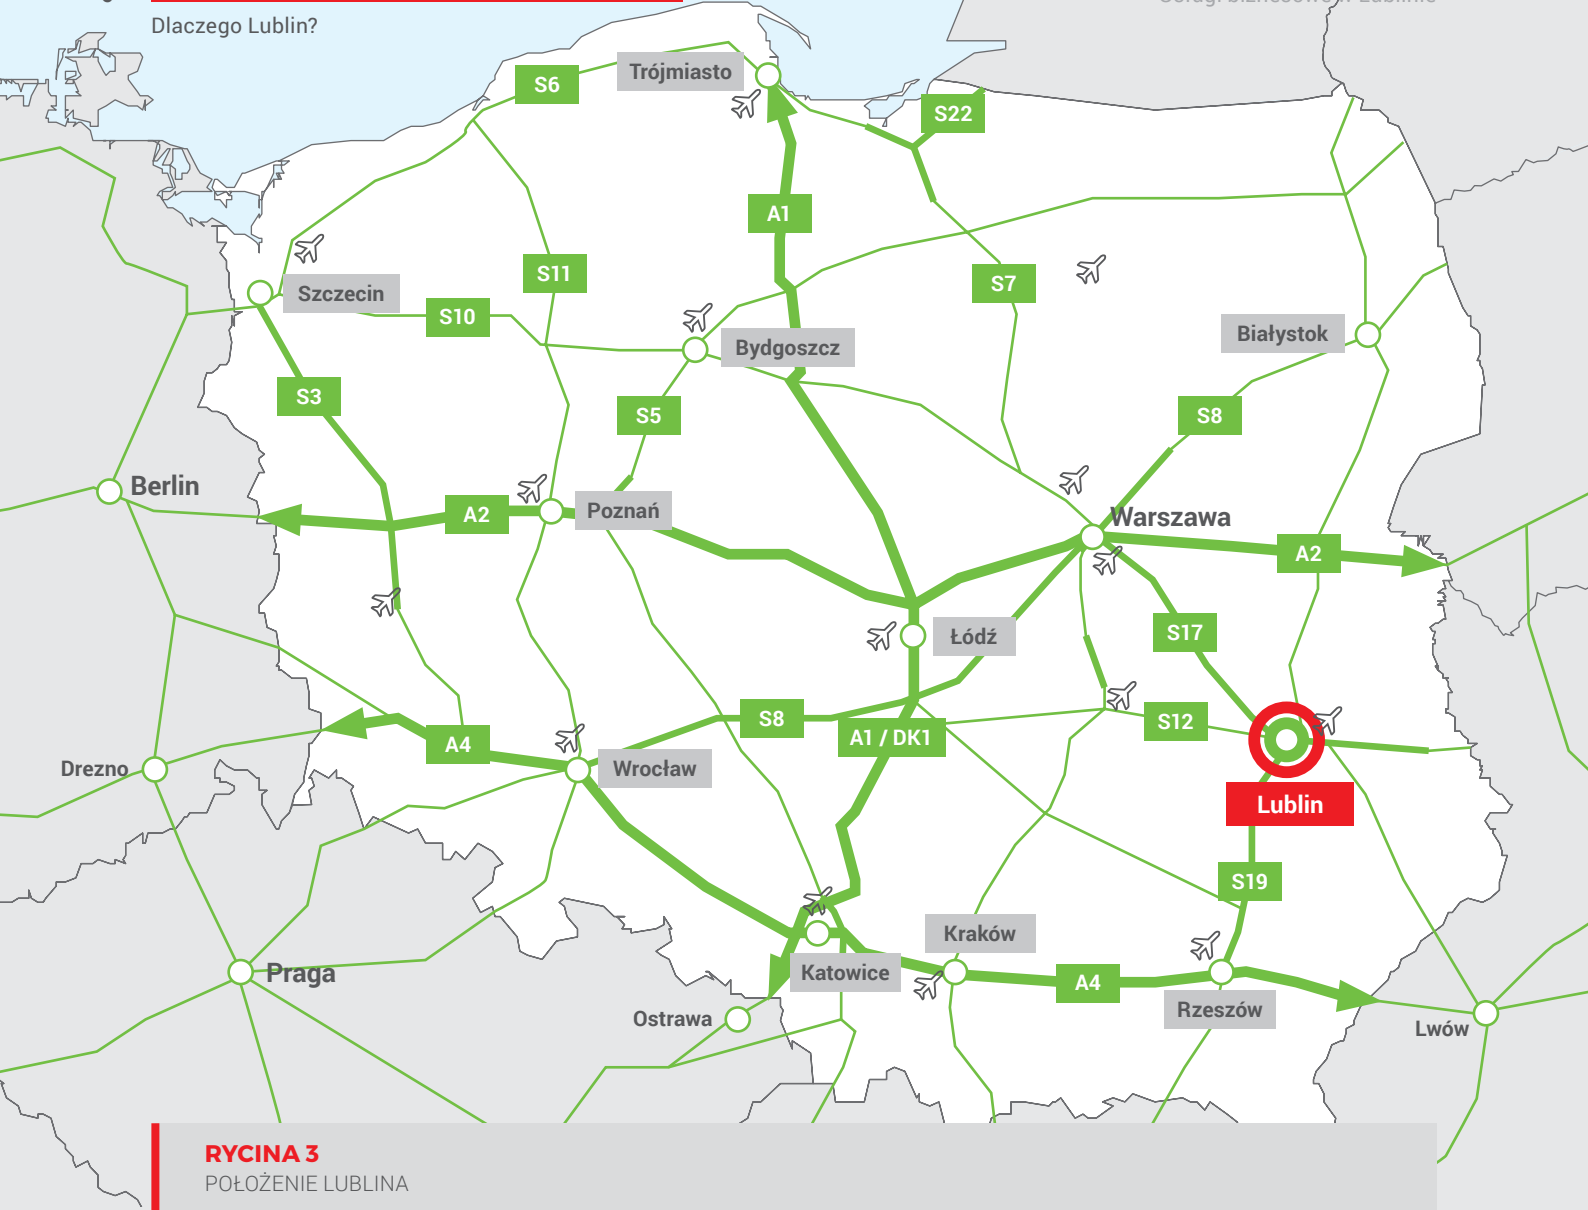 Dlaczego Lublin?
Trójmiasto
S6
S22
A1
S11
S7
Szczecin
S10
Białystok
Bydgoszcz
S3
S5
S8
Berlin
Poznań
A2
Warszawa
A2
S17
Łódź
S8
S12
A1 / DK1
A4
Drezno
Wrocław
Lublin
S19
Kraków
Praga
Katowice
A4
Rzeszów
Ostrawa
Lwów
RYCINA 3
POŁOŻENIE LUBLINA